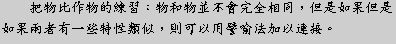 把物比作物的練習：物和物並不會完全相同，但是如果但是
如果兩者有一些特性類似，則可以用譬喻法加以連接。